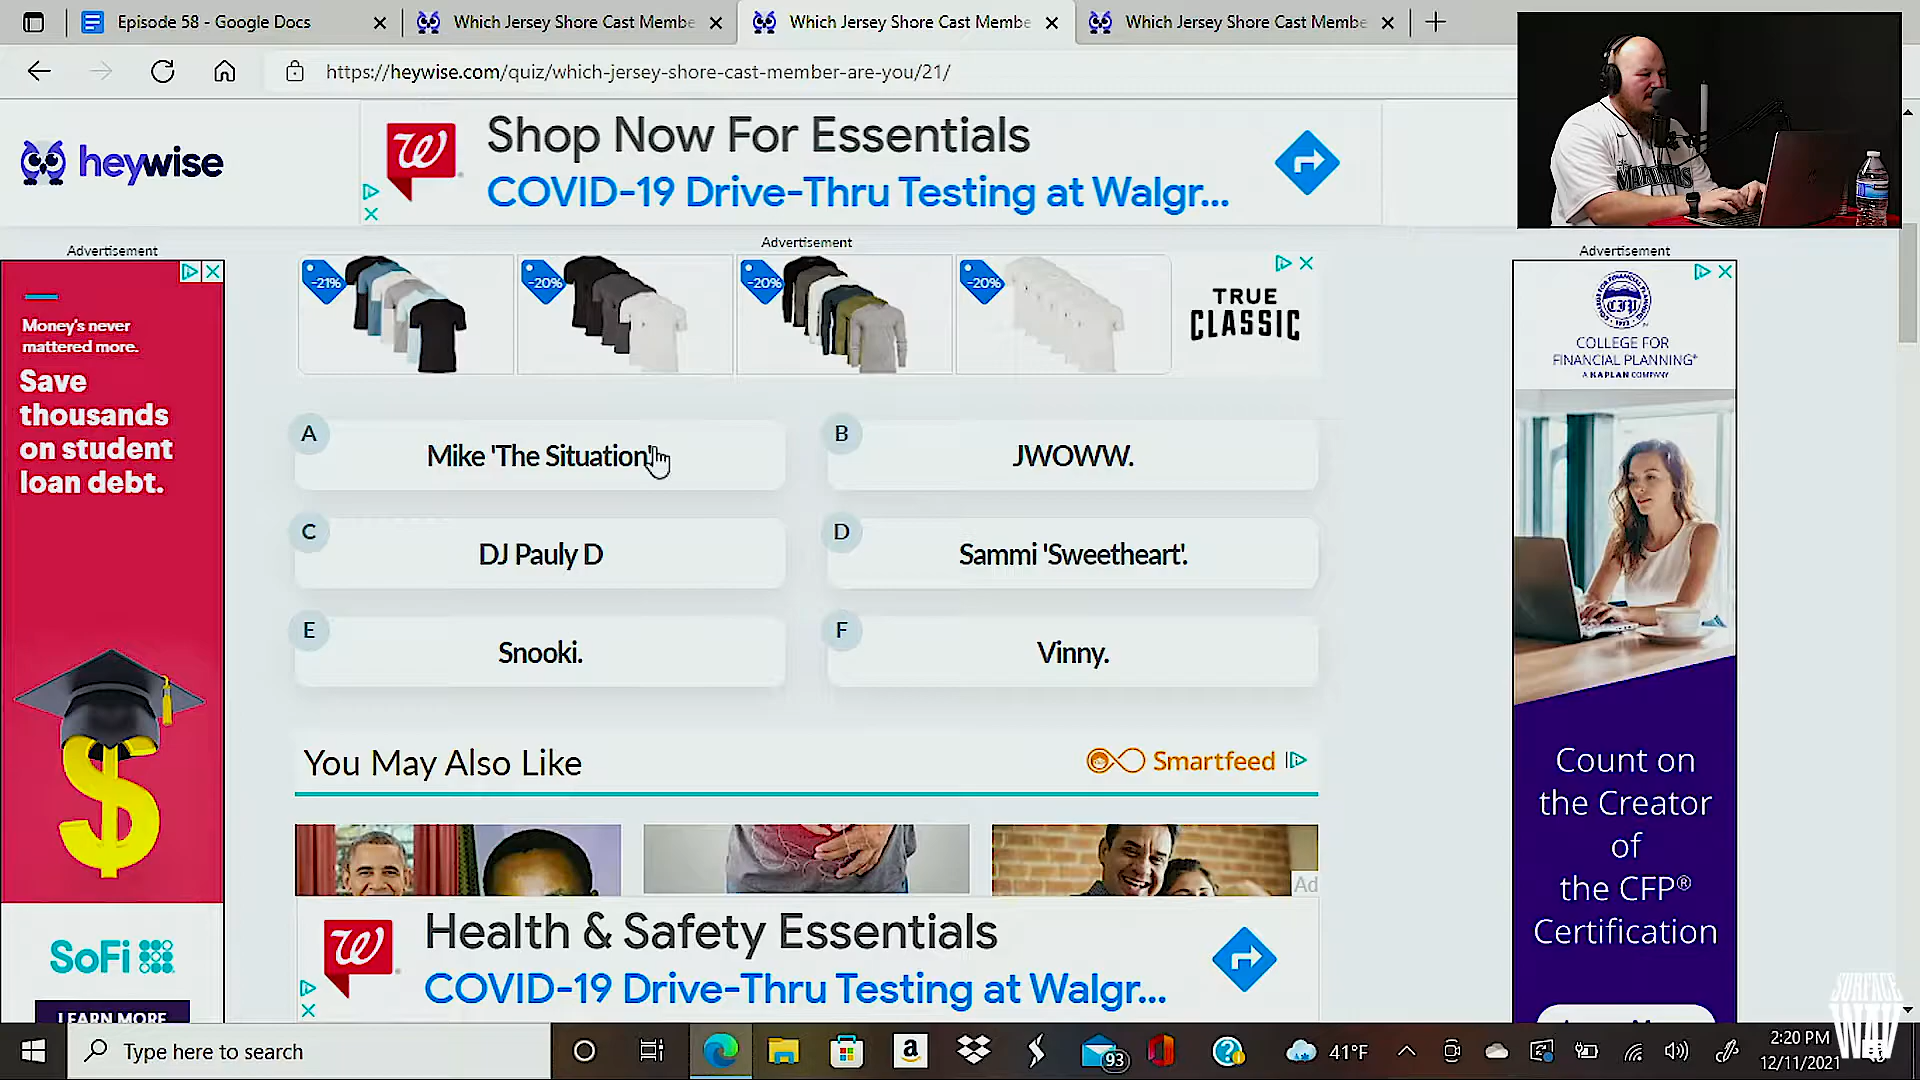 Episode 58 - Google Docs
Which Jersey Shore Cast Membe
Which Jersey Shore Cast Membe
Which Jersey Shore Cast Membe
https://heywise.com/quiz/which-jersey-shore-cast-member-are-you/21/
heywise
Shop Now For Essentials
COVID-19 Drive-Thru Testing at Walgr...
MARINERS
Advertisement
Advertisement
Advertisement
Money's never
mattered more.
Save
thousands
on student
loan debt.
SoFi
LEARN MORE
-21%
-20%
-20%
-20%
TRUE
CLASSIC
A
Mike 'The Situation'
B
JWOWW.
C
DJ Pauly D
D
Sammi 'Sweetheart'.
E
Snooki.
F
Vinny.
You May Also Like
Smartfeed
Ad
Health & Safety Essentials
COVID-19 Drive-Thru Testing at Walgr...
CFP
COLLEGE FOR
FINANCIAL PLANNING
A KAPLAN COMPANY
Count on
the Creator
of
the CFP®
Certification
SURFACE
WAV
Type here to search
93
41°F
2:20 PM
12/11/2021